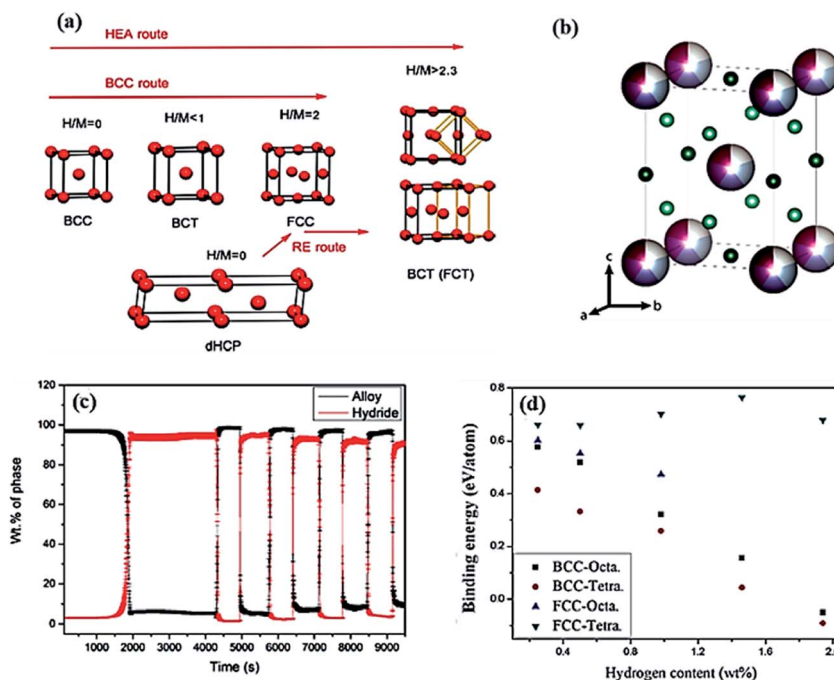 (a)
HEA route
BCC route
H/M>2.3
H/M=0
H/M<1
H/M=2
BCC
BCT
FCC
RE route
H/M=0
BCT (FCT)
dHCP
(b)
c
a
b
(c)
Alloy
Hydride
Wt.% of phase
120
100
80
60
40
20
0
1000 2000 3000 4000 5000 6000 7000 8000 9000
Time (s)
(d)
Binding energy (eV/atom)
0.8
0.6
0.4
0.2
0.0
BCC-Octa.
BCC-Tetra.
FCC-Octa.
FCC-Tetra.
0.4 0.8 1.2 1.6 2.0
Hydrogen content (wt%)